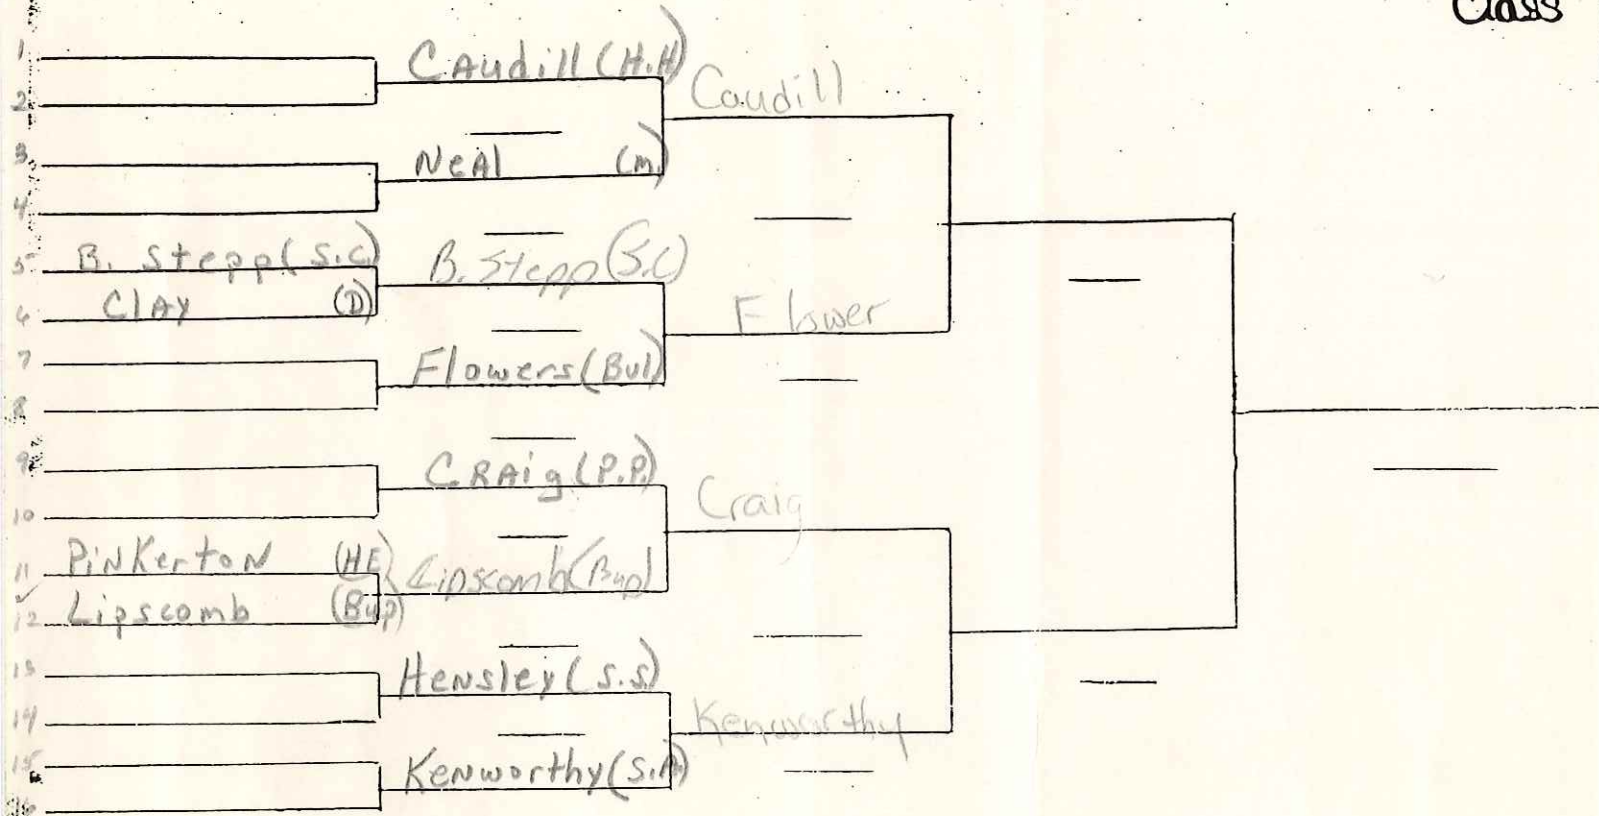 Class
1
Caudill (H.H)
Caudill
2
3
Neal (M.)
4
B. Stepp (S.C)
5
B. Stepp (S.C)
Clay (D)
6
Flower
7
Flowers (Bul)
8
9
Craig (P.P.)
Craig
10
Pinkerton (HE)
11
Lipscomb (Bup)
Lipscomb (Bup)
12
13
Hensley (S.S)
14
Kenworthy
15
Kenworthy (S.A)
16